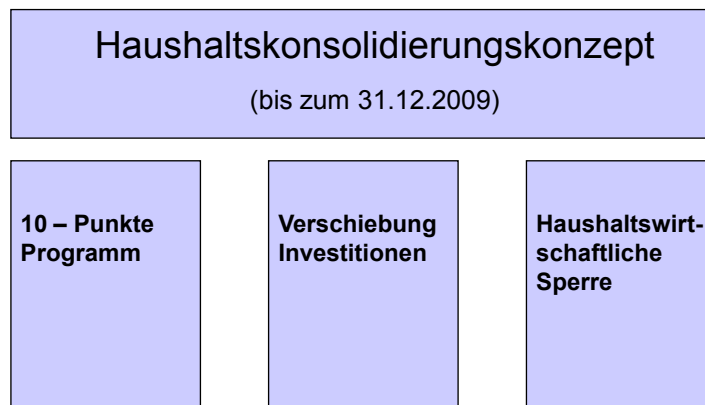 Haushaltskonsolidierungskonzept
(bis zum 31.12.2009)
10 – Punkte
Programm
Verschiebung
Investitionen
Haushaltswirt-
schaftliche
Sperre